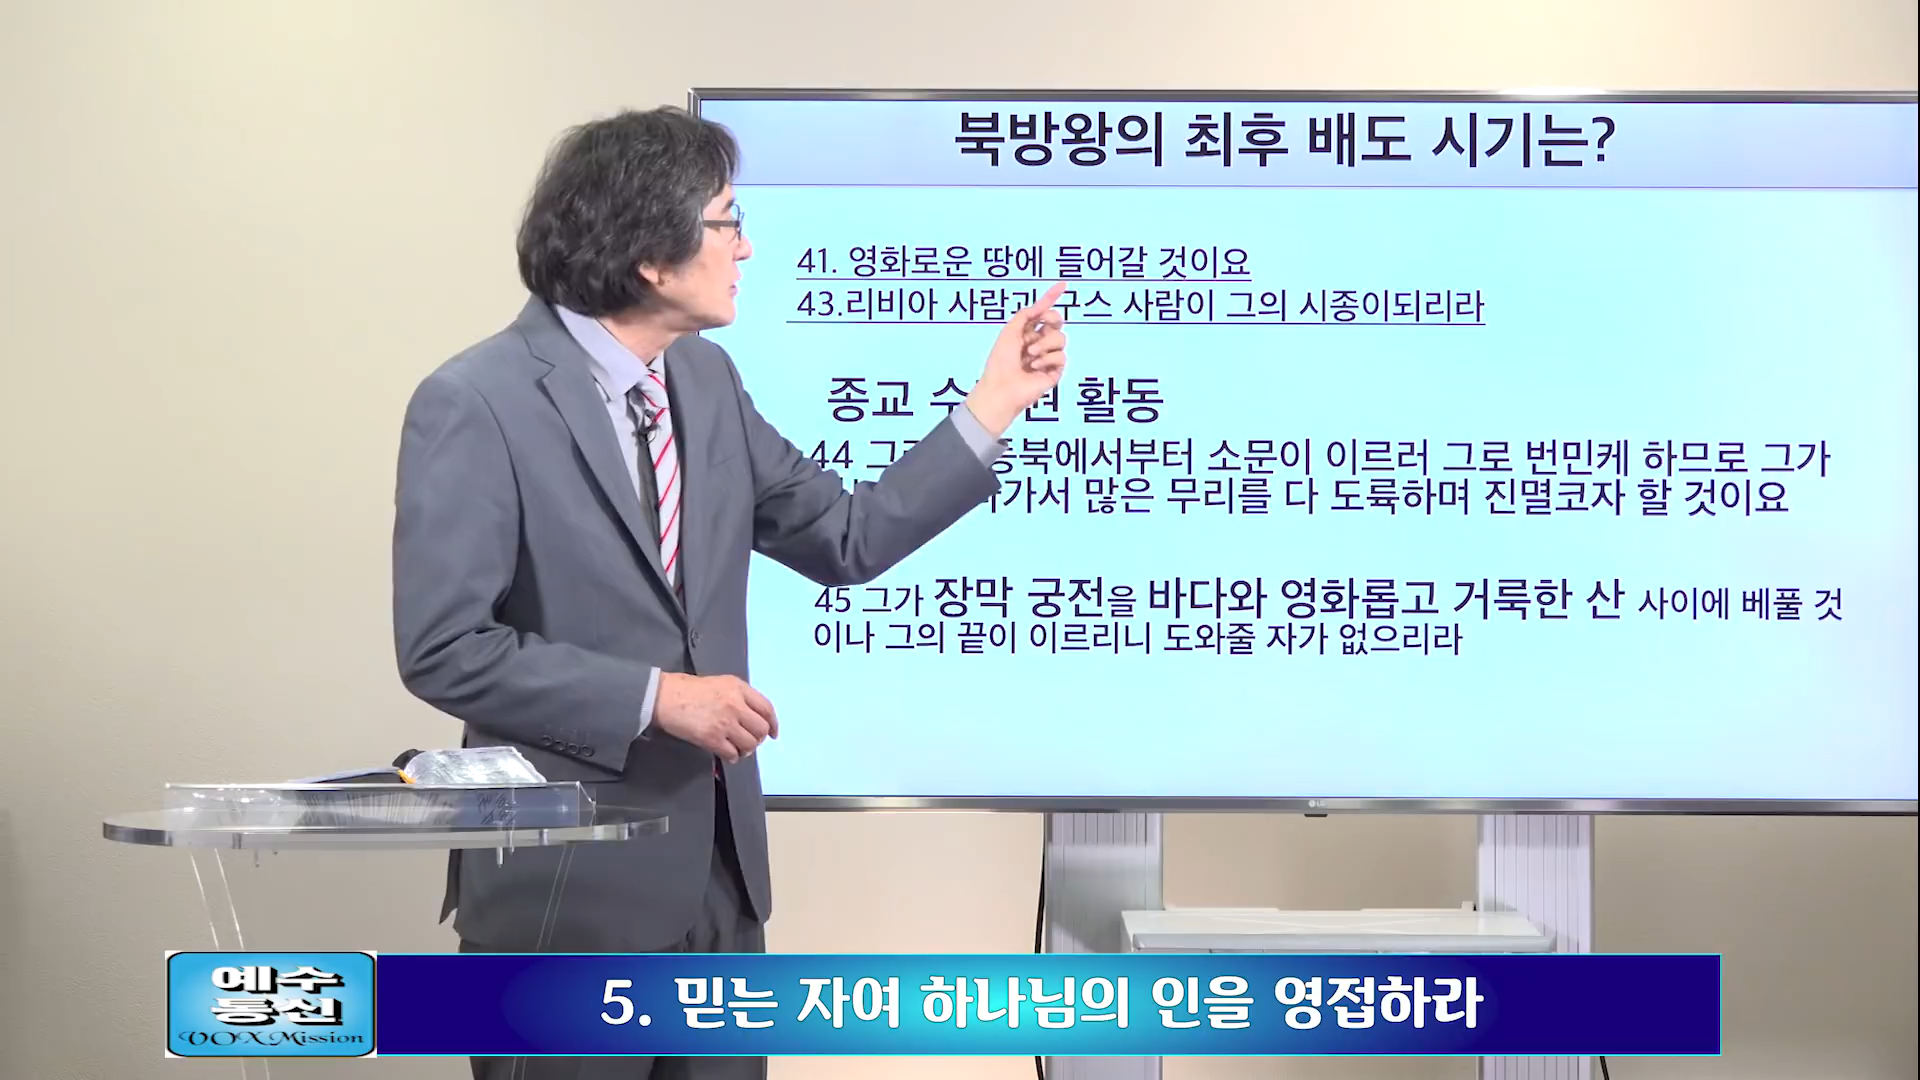 북방왕의 최후 배도 시기는?
41. 영화로운 땅에 들어갈 것이요
43.리비아 사람과 구스 사람이 그의 시종이되리라
종교 활동
44 동북에서부터 소문이 이르러 그로 번민케 하므로 그가
나가서 많은 무리를 다 도륙하며 진멸코자 할 것이요
45 그가 장막 궁전을 바다와 영화롭고 거룩한 산 사이에 베풀 것
이나 그의 끝이 이르리니 도와줄 자가 없으리라
LG
예수
통신
VOX Mission
5. 믿는 자여 하나님의 인을 영접하라